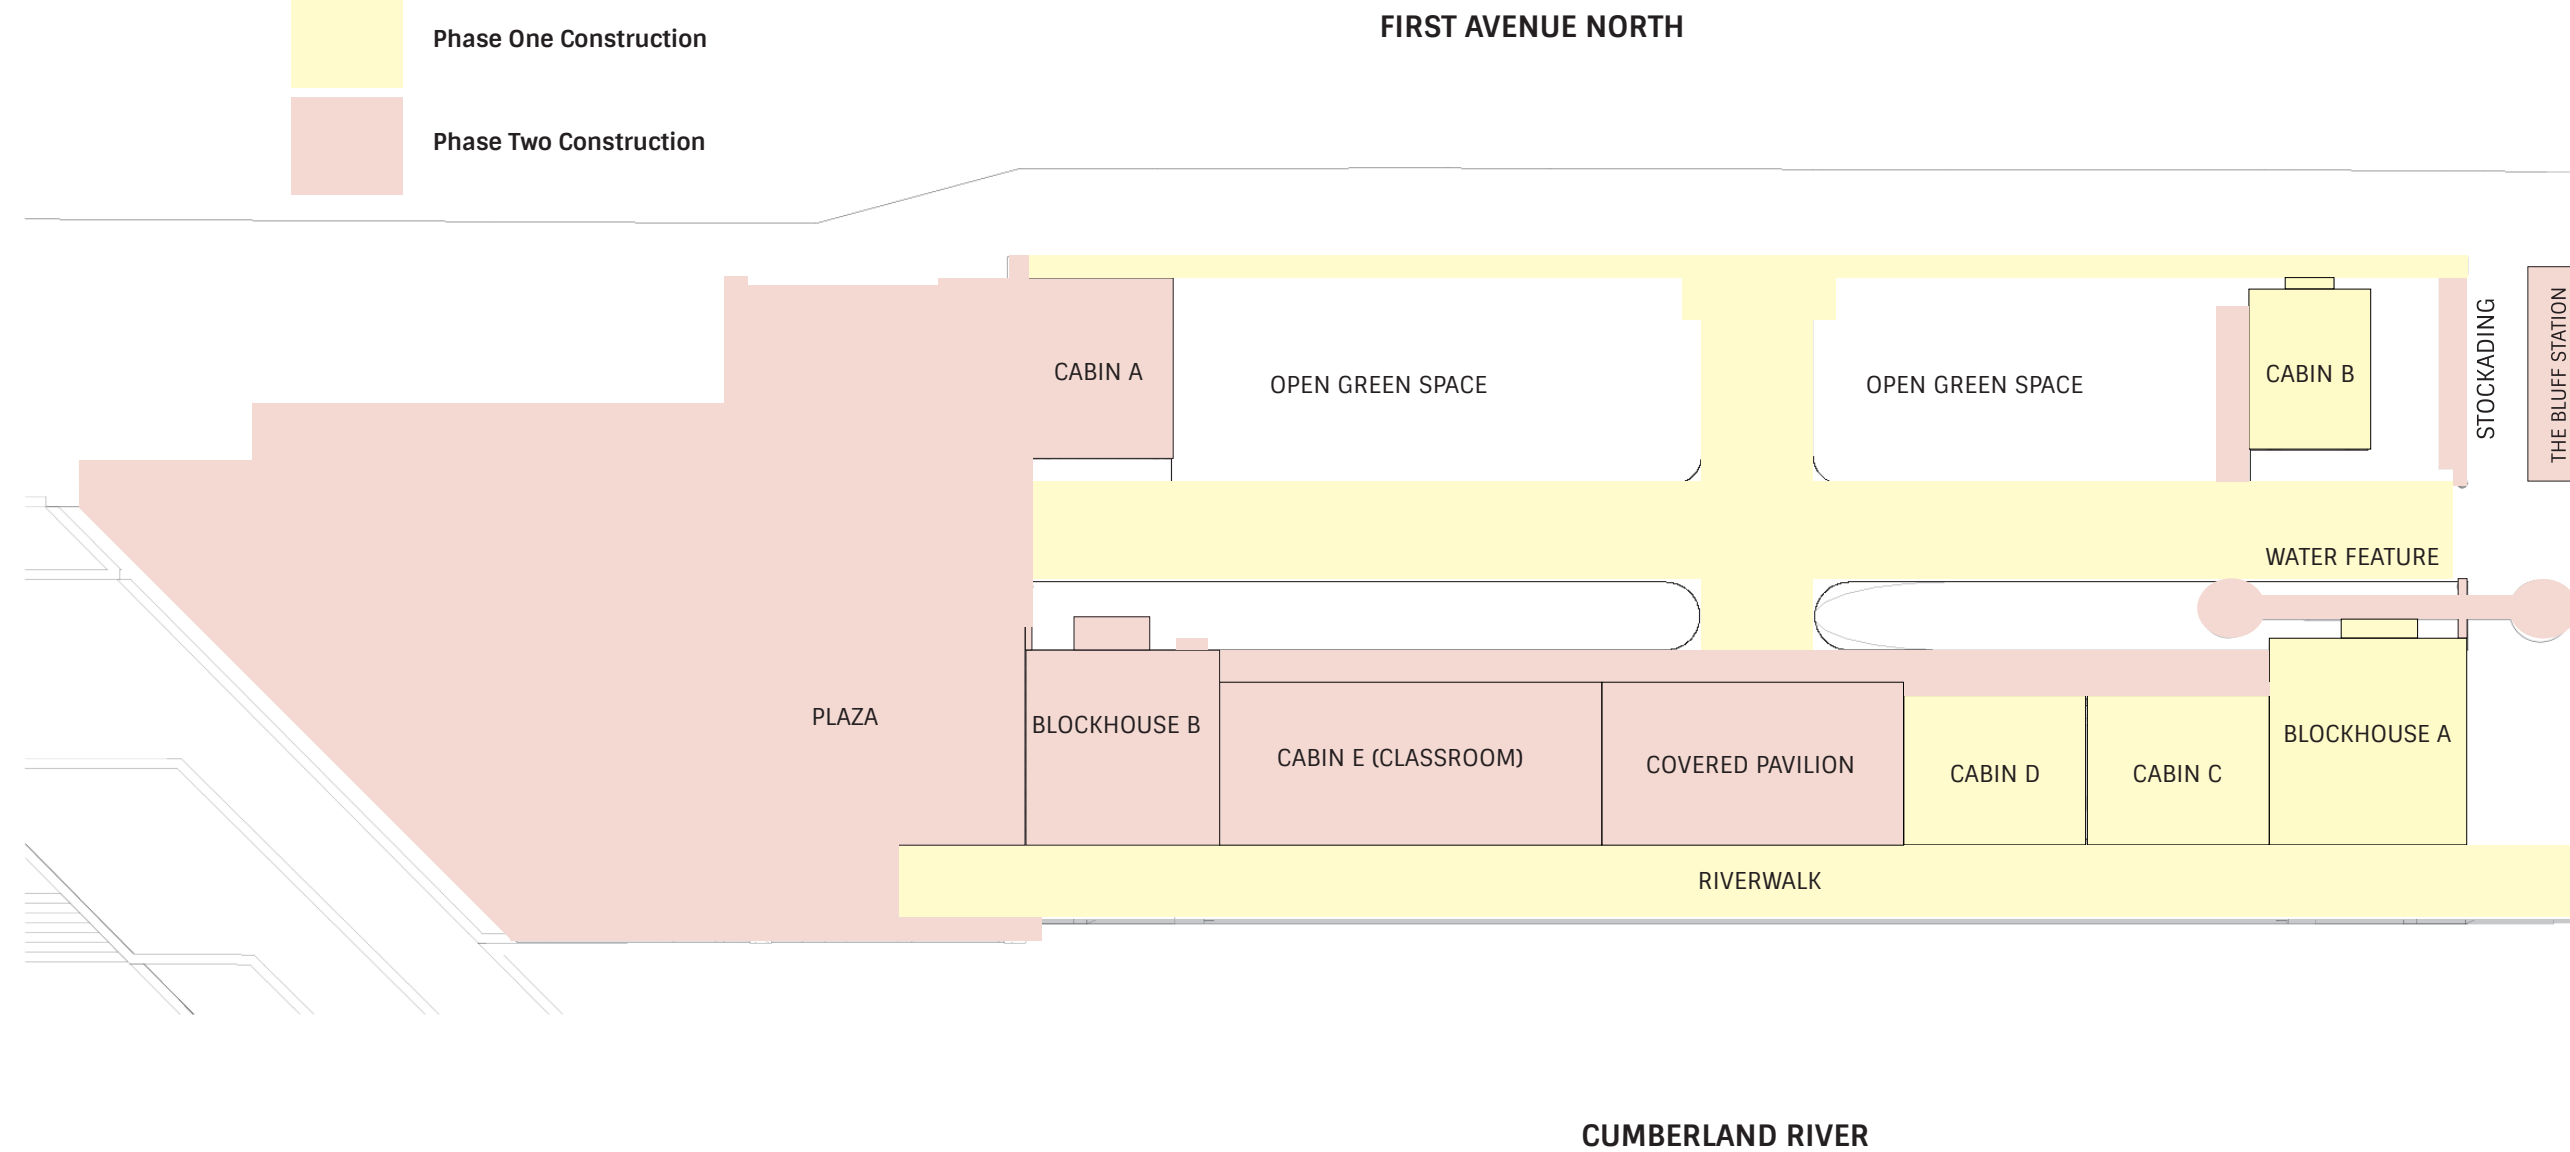 FIRST AVENUE NORTH
Phase One Construction
Phase Two Construction
CABIN A
OPEN GREEN SPACE
OPEN GREEN SPACE
CABIN B
STOCKADING
THE BLUFF STATION
WATER FEATURE
PLAZA
BLOCKHOUSE B
CABIN E (CLASSROOM)
COVERED PAVILION
CABIN D
CABIN C
BLOCKHOUSE A
RIVERWALK
CUMBERLAND RIVER